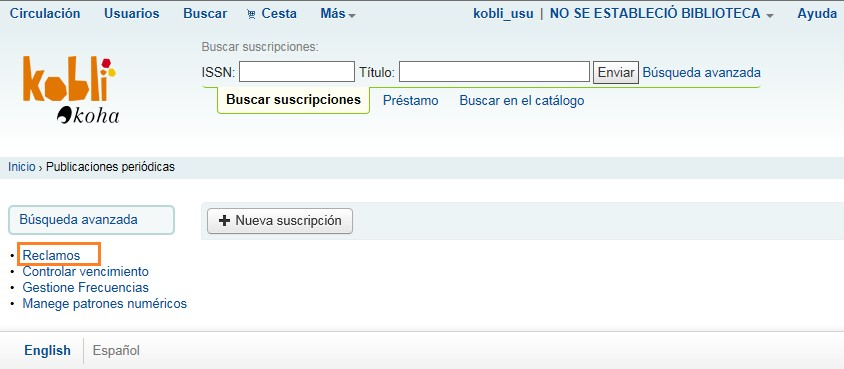 Circulación Usuarios Buscar Cesta Más kobli_usu | NO SE ESTABLECIÓ BIBLIOTECA Ayuda
Buscar suscripciones:
ISSN: Título: Enviar Búsqueda avanzada
Buscar suscripciones Préstamo Buscar en el catálogo
kobli
koha
Inicio › Publicaciones periódicas
Búsqueda avanzada
+ Nueva suscripción
• Reclamos
• Controlar vencimiento
• Gestione Frecuencias
• Manege patrones numéricos
English Español